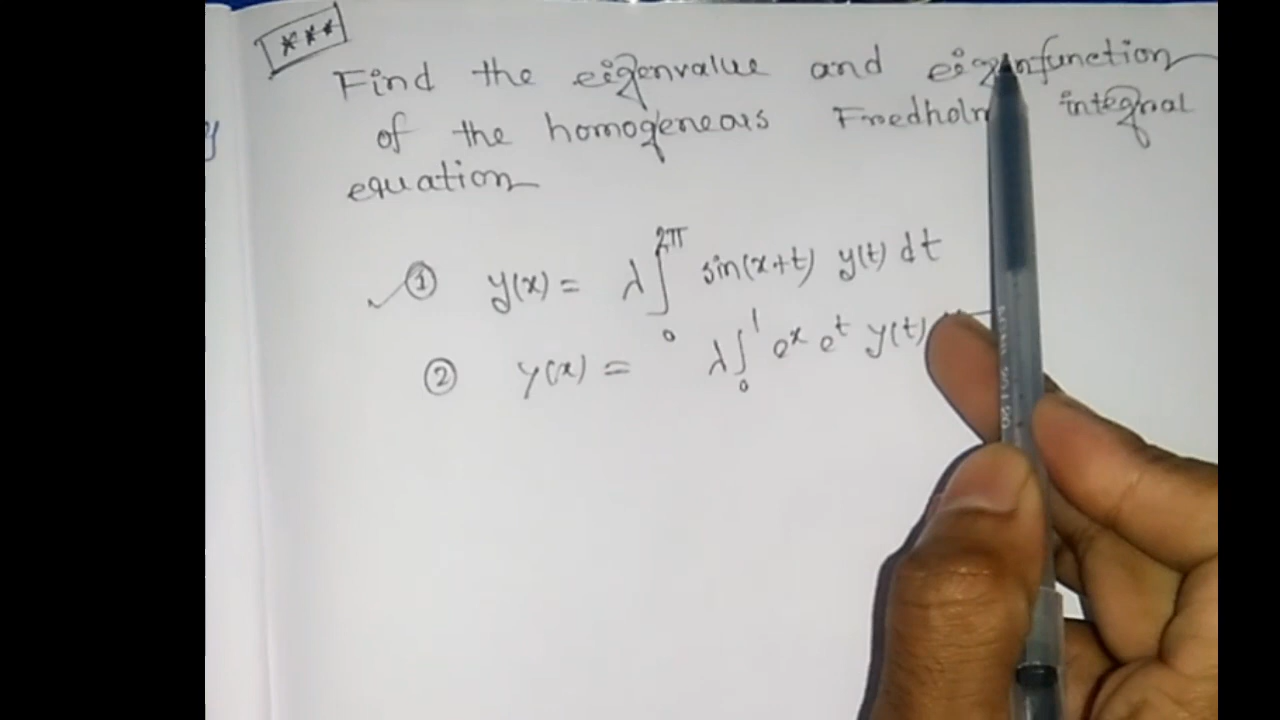 ***
Find the eigenvalue and eigenfunction
of the homogeneous Fredholm integral
equation
① y(x) = λ∫₀^2π sin(x+t) y(t) dt
② y(x) = λ∫₀^1 e^x e^t y(t)